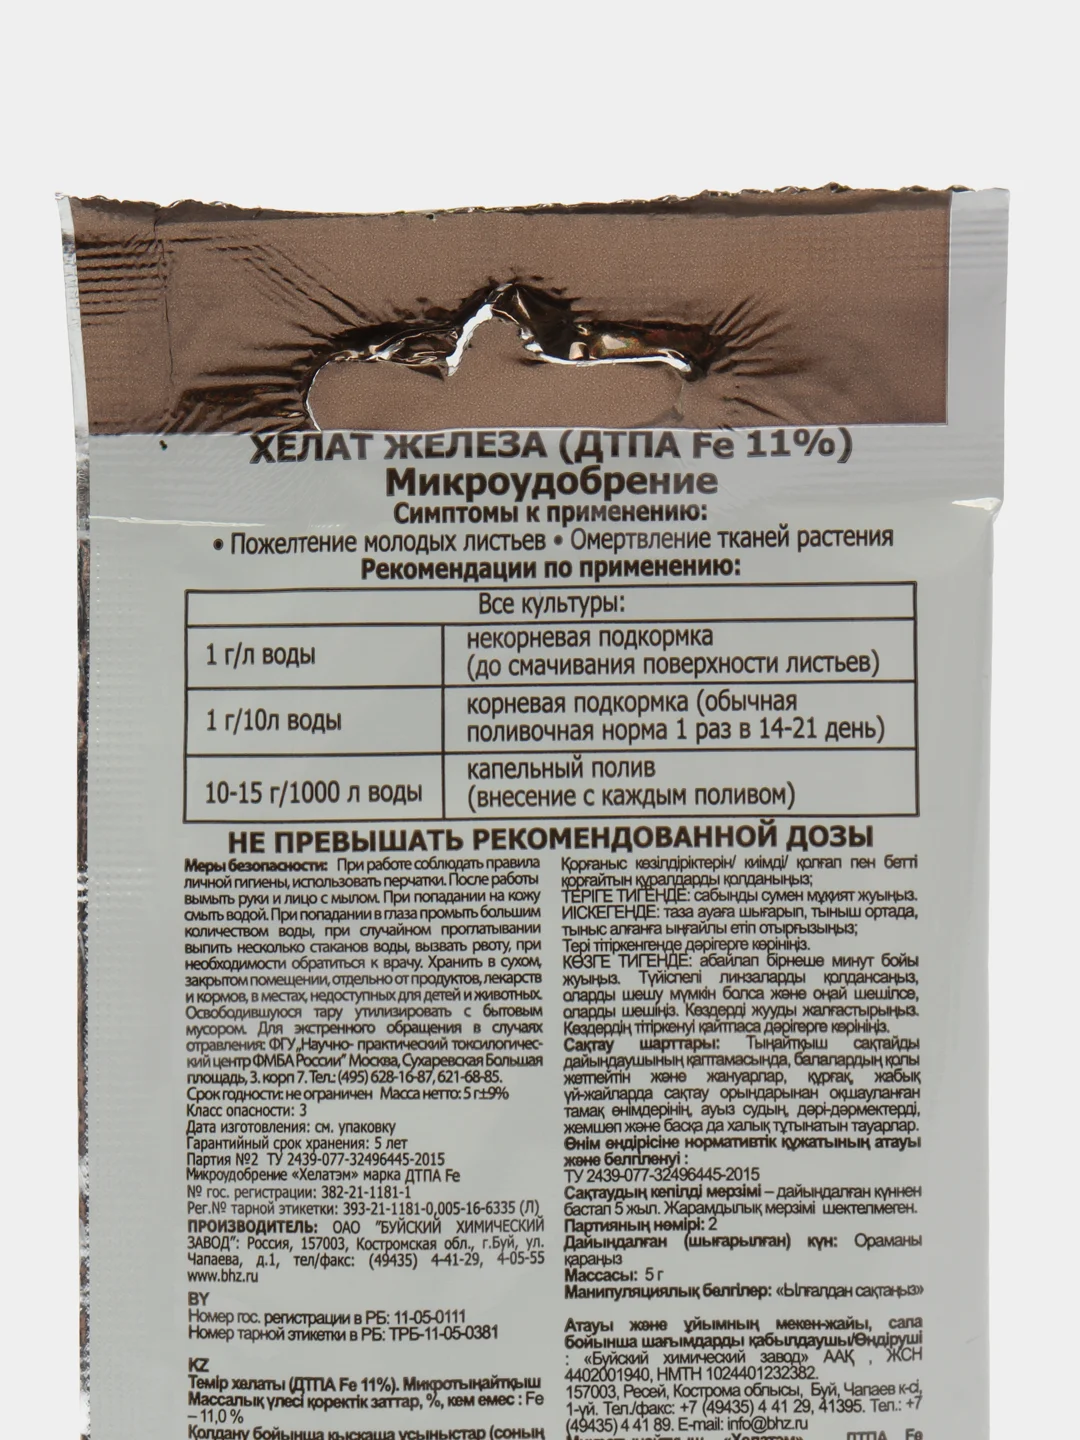 ХЕЛАТ ЖЕЛЕЗА (ДТПА Fe 11%)
Микроудобрение
Симптомы к применению:
• Пожелтение молодых листьев • Омертвление тканей растения
Рекомендации по применению:
Все культуры:
1 г/л воды
некорневая подкормка
(до смачивания поверхности листьев)
1 г/10л воды
корневая подкормка (обычная
поливочная норма 1 раз в 14-21 день)
10-15 г/1000 л воды
капельный полив
(внесение с каждым поливом)
НЕ ПРЕВЫШАТЬ РЕКОМЕНДОВАННОЙ ДОЗЫ
Меры безопасности: При работе соблюдать правила
личной гигиены, использовать перчатки. После работы
вымыть руки и лицо с мылом. При попадании на кожу
смыть водой. При попадании в глаза промыть большим
количеством воды, при случайном проглатывании
выпить несколько стаканов воды, вызвать рвоту, при
необходимости обратиться к врачу. Хранить в сухом,
закрытом помещении, отдельно от продуктов, лекарств
и кормов, в местах, недоступных для детей и животных.
Освободившуюся тару утилизировать с бытовым
мусором. Для экстренного обращения в случаях
отравления: ФГУ „Научно- практический токсилогичес-
кий центр ФМБА России” Москва, Сухаревская Большая
площадь, 3. корп 7. Тел.: (495) 628-16-87, 621-68-85.
Срок годности: не ограничен Масса нетто: 5 г±9%
Класс опасности: 3
Дата изготовления: см. упаковку
Гарантийный срок хранения: 5 лет
Партия №2 ТУ 2439-077-32496445-2015
Микроудобрение «Хелатэм» марка ДТПА Fe
№ гос. регистрации: 382-21-1181-1
Рег.№ тарной этикетки: 393-21-1181-0,005-16-6335 (Л)
ПРОИЗВОДИТЕЛЬ: ОАО "БУЙСКИЙ ХИМИЧЕСКИЙ
ЗАВОД": Россия, 157003, Костромская обл., г.Буй, ул.
Чапаева, д.1, тел/факс: (49435) 4-41-29, 4-05-55
www.bhz.ru
BY
Номер гос. регистрации в РБ: 11-05-0111
Номер тарной этикетки в РБ: ТРБ-11-05-0381
KZ
Темір хелаты (ДТПА Fe 11%). Микротыңайтқыш
Массалық үлесі қоректік заттар, %, кем емес : Fe
– 11,0 %
Қолдану бойынша қысқаша ұсыныстар (соның
Қорғаныс көзілдіріктерін/ киімді/ қолғап пен бетті
қорғайтын құралдарды қолданыңыз;
ТЕРІГЕ ТИГЕНДЕ: сабынды сумен мұқият жуыңыз.
ИІСКЕГЕНДЕ: таза ауаға шығарып, тыныш ортада,
тыныс алғанға ыңғайлы етіп отырғызыңыз;
Тері тітіркенгенде дәрігерге көрініңіз.
КӨЗГЕ ТИГЕНДЕ: абайлап бірнеше минут бойы
жуыңыз. Түйіспелі линзаларды қолдансаңыз,
оларды шешу мүмкін болса және оңай шешілсе,
оларды шешіңіз. Көздерді жууды жалғастырыңыз.
Көздердің тітіркенуі қайтпаса дәрігерге көрініңіз.
Сақтау шарттары: Тыңайтқыш сақтайды
дайындаушының қаптамасында, балалардың қолы
жетпейтін және жануарлар, құрғақ, жабық
үй-жайларда сақтау орындарынан оқшауланған
тамақ өнімдерінің, ауыз судың, дәрі-дәрмектерді,
жемшөп және басқа да халық тұтынатын тауарлар.
Өнім өндірісіне нормативтік құжатының атауы
және белгіленуі :
ТУ 2439-077-32496445-2015
Сақтаудың кепілді мерзімі – дайындалған күннен
бастап 5 жыл. Жарамдылық мерзімі шектелмеген.
Партияның нөмірі: 2
Дайындалған (шығарылған) күн: Ораманы
қараңыз
Массасы: 5 г
Манипуляциялық белгілер: «Ылғалдан сақтаңыз»
Атауы және ұйымның мекен-жайы, сапа
бойынша шағымдарды қабылдаушы/Өндіруші
: «Буйский химический завод» ААҚ , ЖСН
4402001940, НМТН 1024401232382.
157003, Ресей, Кострома облысы, Буй, Чапаев к-сі,
1-үй. Тел./факс: +7 (49435) 4 41 29, 41395. Тел.: +7
(49435) 4 41 89. E-mail: info@bhz.ru